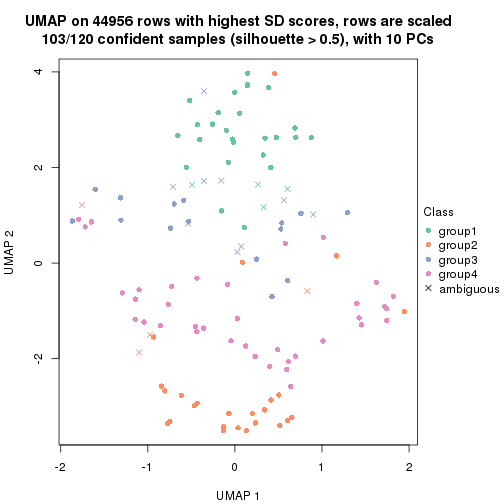 UMAP on 44956 rows with highest SD scores, rows are scaled
103/120 confident samples (silhouette > 0.5), with 10 PCs
4
2
0
-2
UMAP 2
-2
-1
0
1
2
UMAP 1
Class
group1
group2
group3
group4
ambiguous